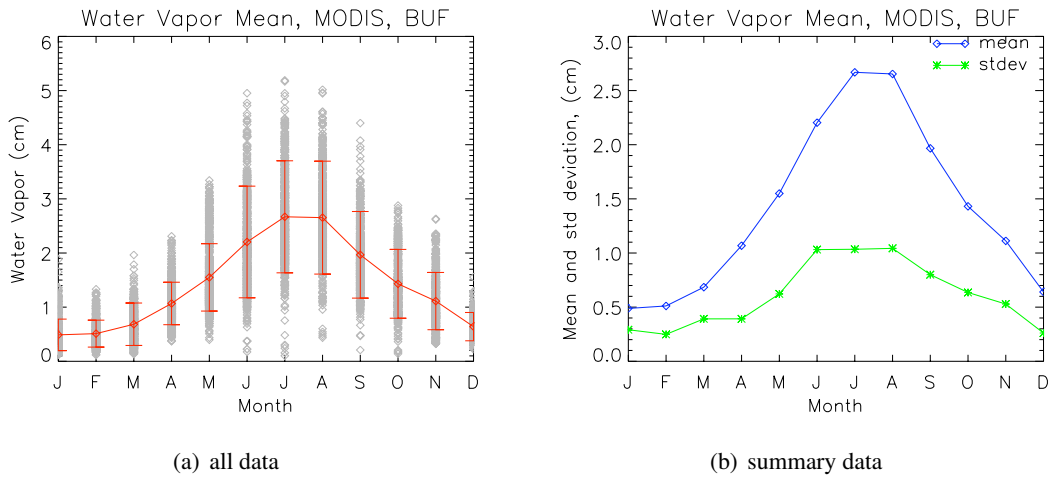 Water Vapor Mean, MODIS, BUF
6
5
4
3
2
1
0
Water Vapor (cm)
J F M A M J J A S O N D
Month
(a) all data
Water Vapor Mean, MODIS, BUF
mean
stdev
3.0
2.5
2.0
1.5
1.0
0.5
0.0
Mean and std deviation, (cm)
J F M A M J J A S O N D
Month
(b) summary data